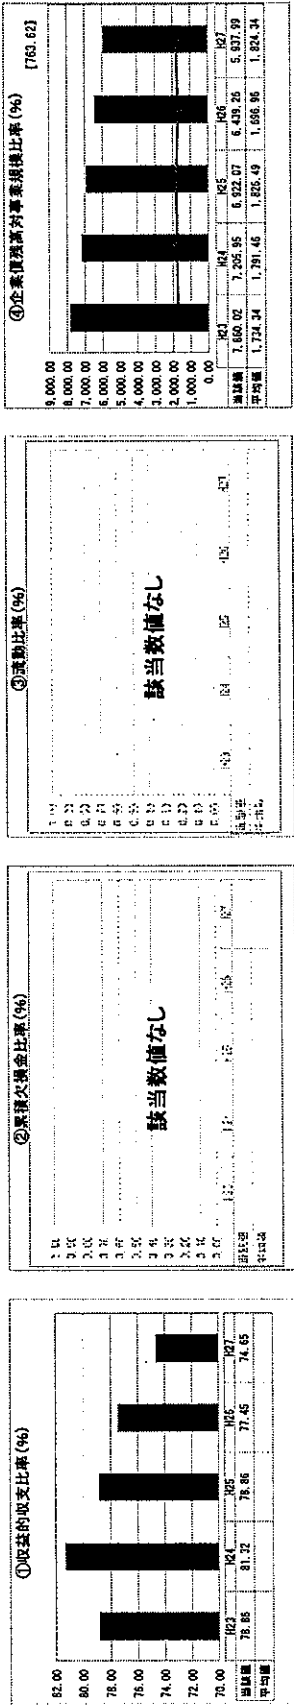 ①収益的収支比率(%)
82.00
80.00
78.00
76.00
74.00
72.00
70.00
H23 H24 H25 H26 H27
当該値 78.86 81.32 78.86 77.45 74.65
平均値
②累積欠損金比率(%)
該当数値なし
当該値
平均値
③流動比率(%)
該当数値なし
H23 H24 H25 H26 H27
当該値
平均値
④企業債残高対事業規模比率(%)
[763.62]
9,000.00
8,000.00
7,000.00
6,000.00
5,000.00
4,000.00
3,000.00
2,000.00
1,000.00
0.00
H23 H24 H25 H26 H27
当該値 7,860.02 7,205.95 6,922.07 6,439.26 5,937.99
平均値 1,734.34 1,791.46 1,826.49 1,696.96 1,824.34